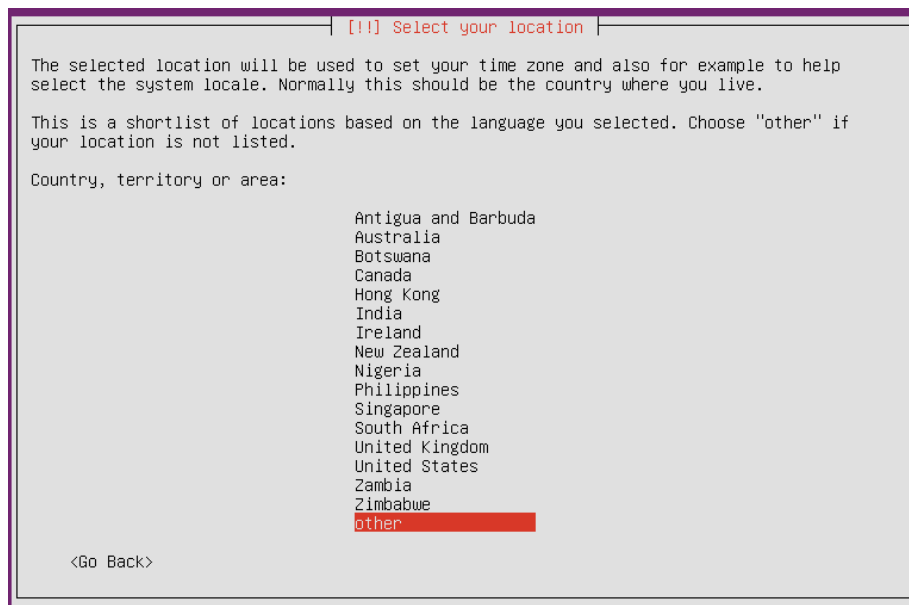 [!!] Select your location
The selected location will be used to set your time zone and also for example to help
select the system locale. Normally this should be the country where you live.
This is a shortlist of locations based on the language you selected. Choose "other" if
your location is not listed.
Country, territory or area:
Antigua and Barbuda
Australia
Botswana
Canada
Hong Kong
India
Ireland
New Zealand
Nigeria
Philippines
Singapore
South Africa
United Kingdom
United States
Zambia
Zimbabwe
other
<Go Back>